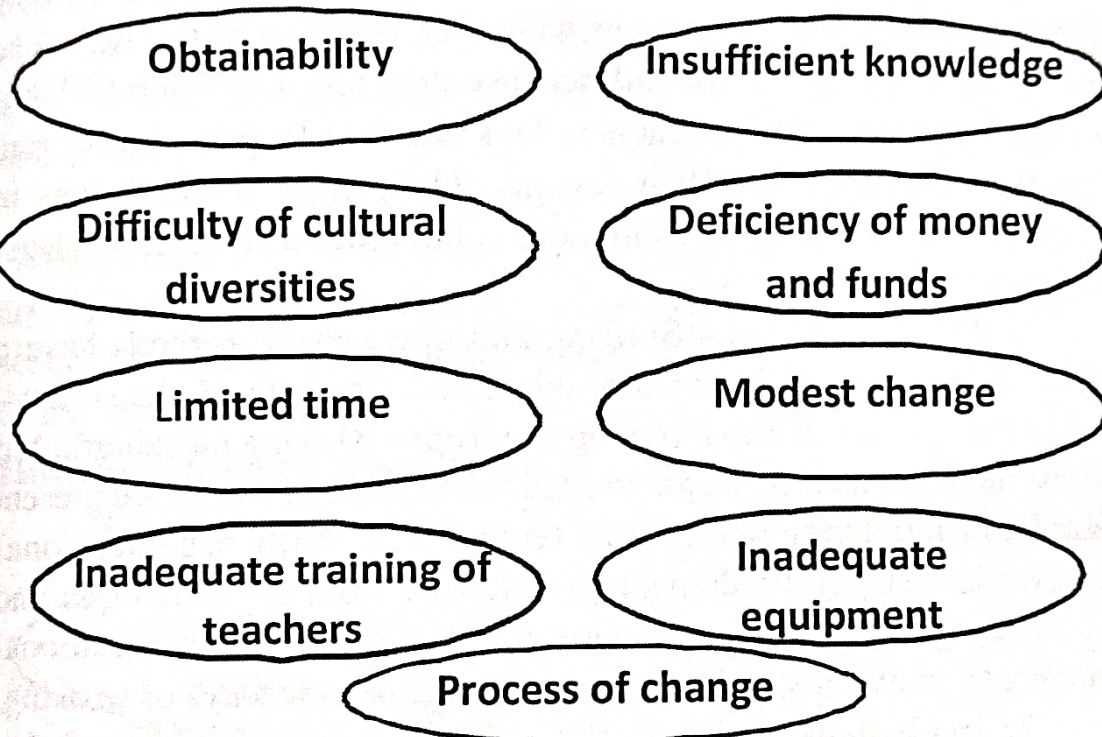 Obtainability
Insufficient knowledge
Difficulty of cultural
diversities
Deficiency of money
and funds
Limited time
Modest change
Inadequate training of
teachers
Inadequate
equipment
Process of change